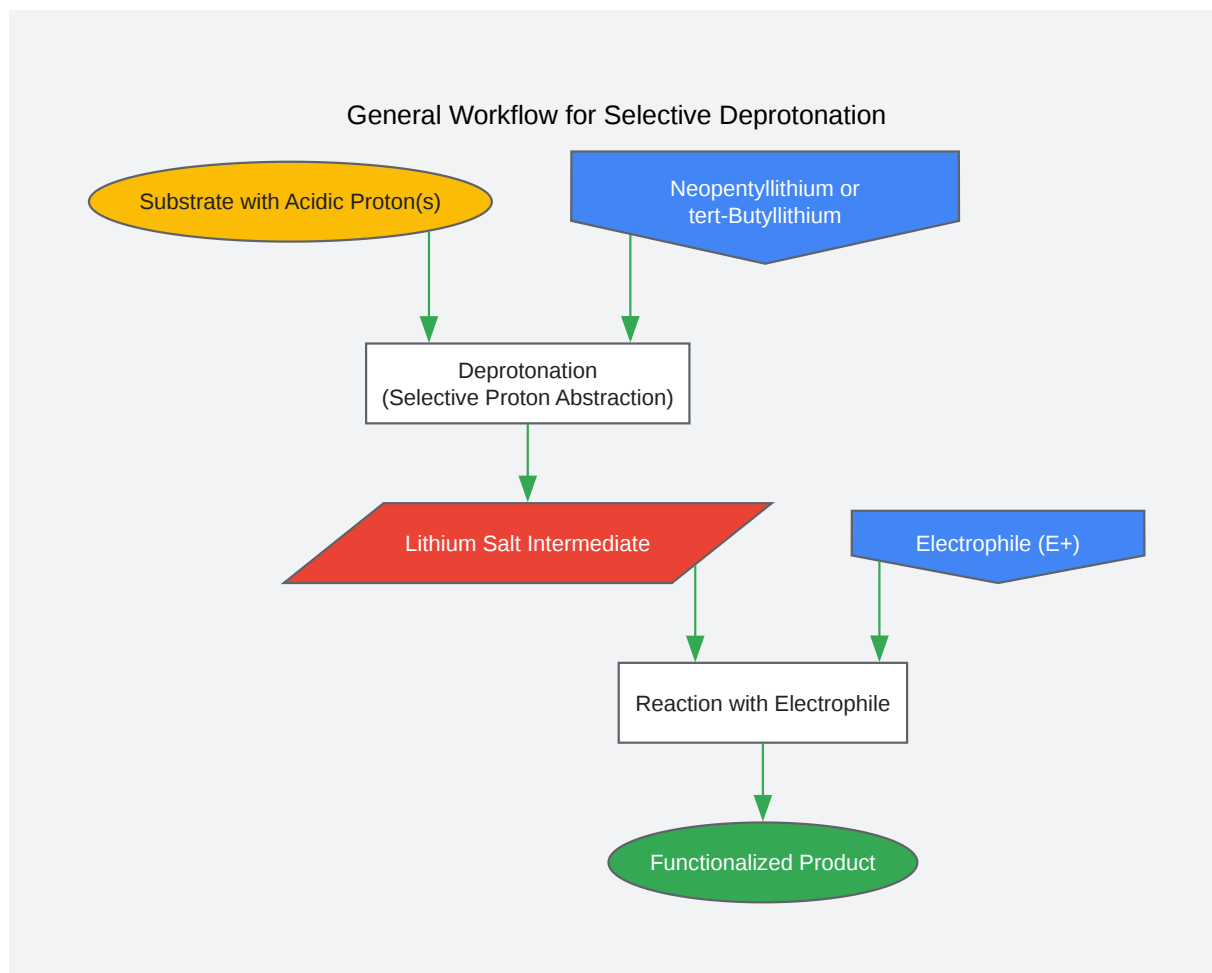 General Workflow for Selective Deprotonation
Substrate with Acidic Proton(s)
Neopentyllithium or
tert-Butyllithium
Deprotonation
(Selective Proton Abstraction)
Lithium Salt Intermediate
Electrophile (E+)
Reaction with Electrophile
Functionalized Product